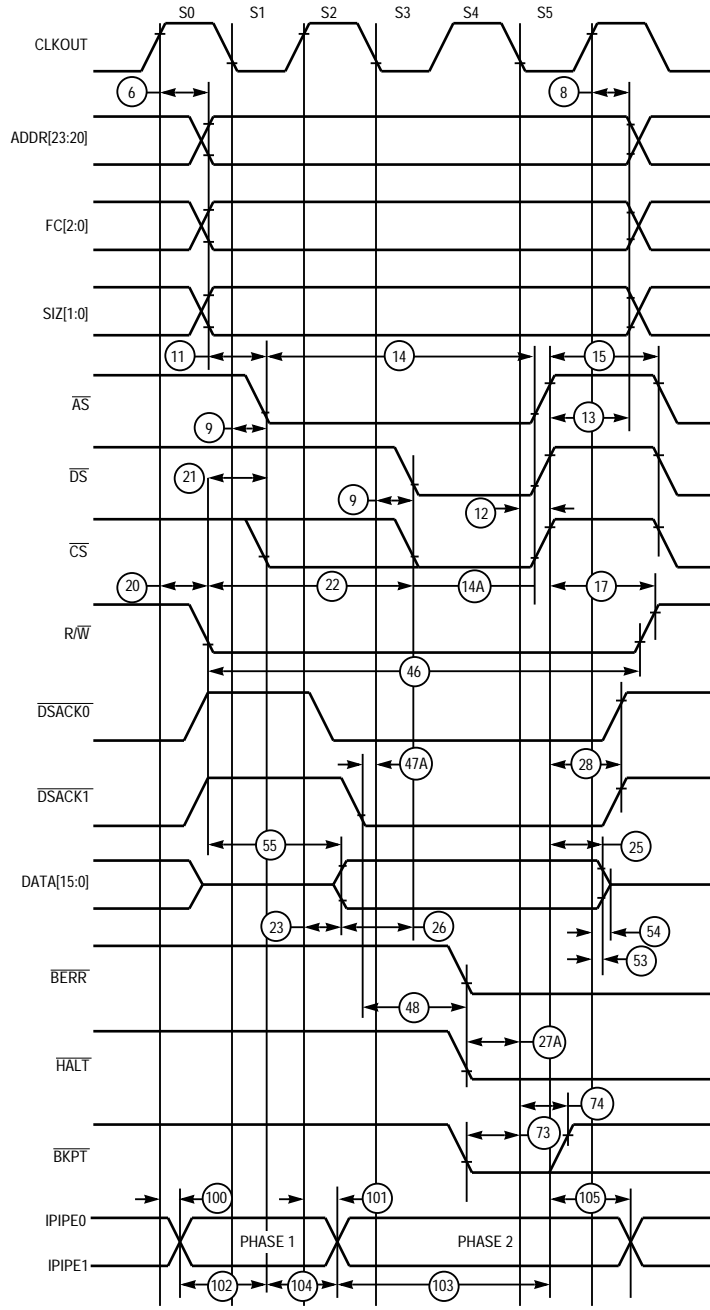 S0 S1 S2 S3 S4 S5
CLKOUT
6 8
ADDR[23:20]
FC[2:0]
SIZ[1:0]
11 14 15
AS
9 13
DS
21 9 12
CS
20 22 14A 17
R/W
46
DSACK0
47A 28
DSACK1
55 25
DATA[15:0]
23 26 54
53
BERR
48
27A
HALT
74
73
BKPT
100 101 105
IPIPE0
PHASE 1 PHASE 2
IPIPE1
102 104 103